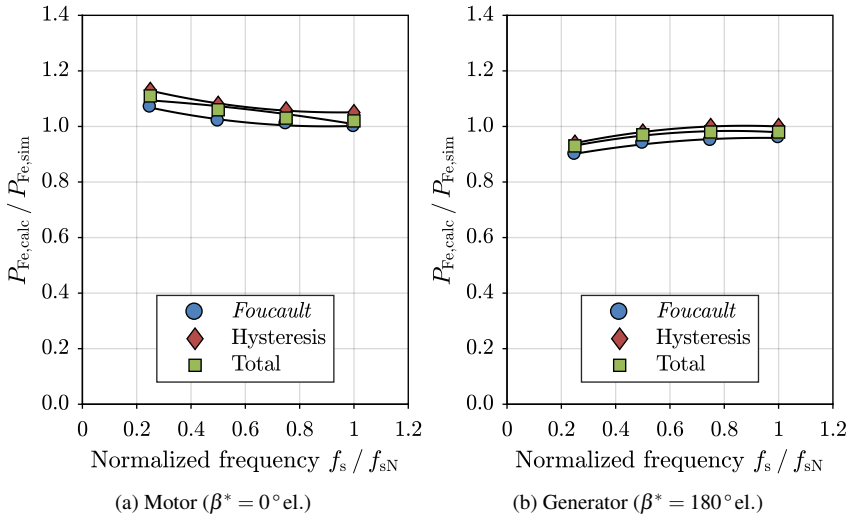 1.4
1.2
1.0
0.8
0.6
0.4
0.2
0.0
P_Fe,calc / P_Fe,sim
Foucault
Hysteresis
Total
0 0.2 0.4 0.6 0.8 1 1.2
Normalized frequency f_s / f_sN
(a) Motor (β* = 0°el.)
1.4
1.2
1.0
0.8
0.6
0.4
0.2
0.0
P_Fe,calc / P_Fe,sim
Foucault
Hysteresis
Total
0 0.2 0.4 0.6 0.8 1 1.2
Normalized frequency f_s / f_sN
(b) Generator (β* = 180°el.)